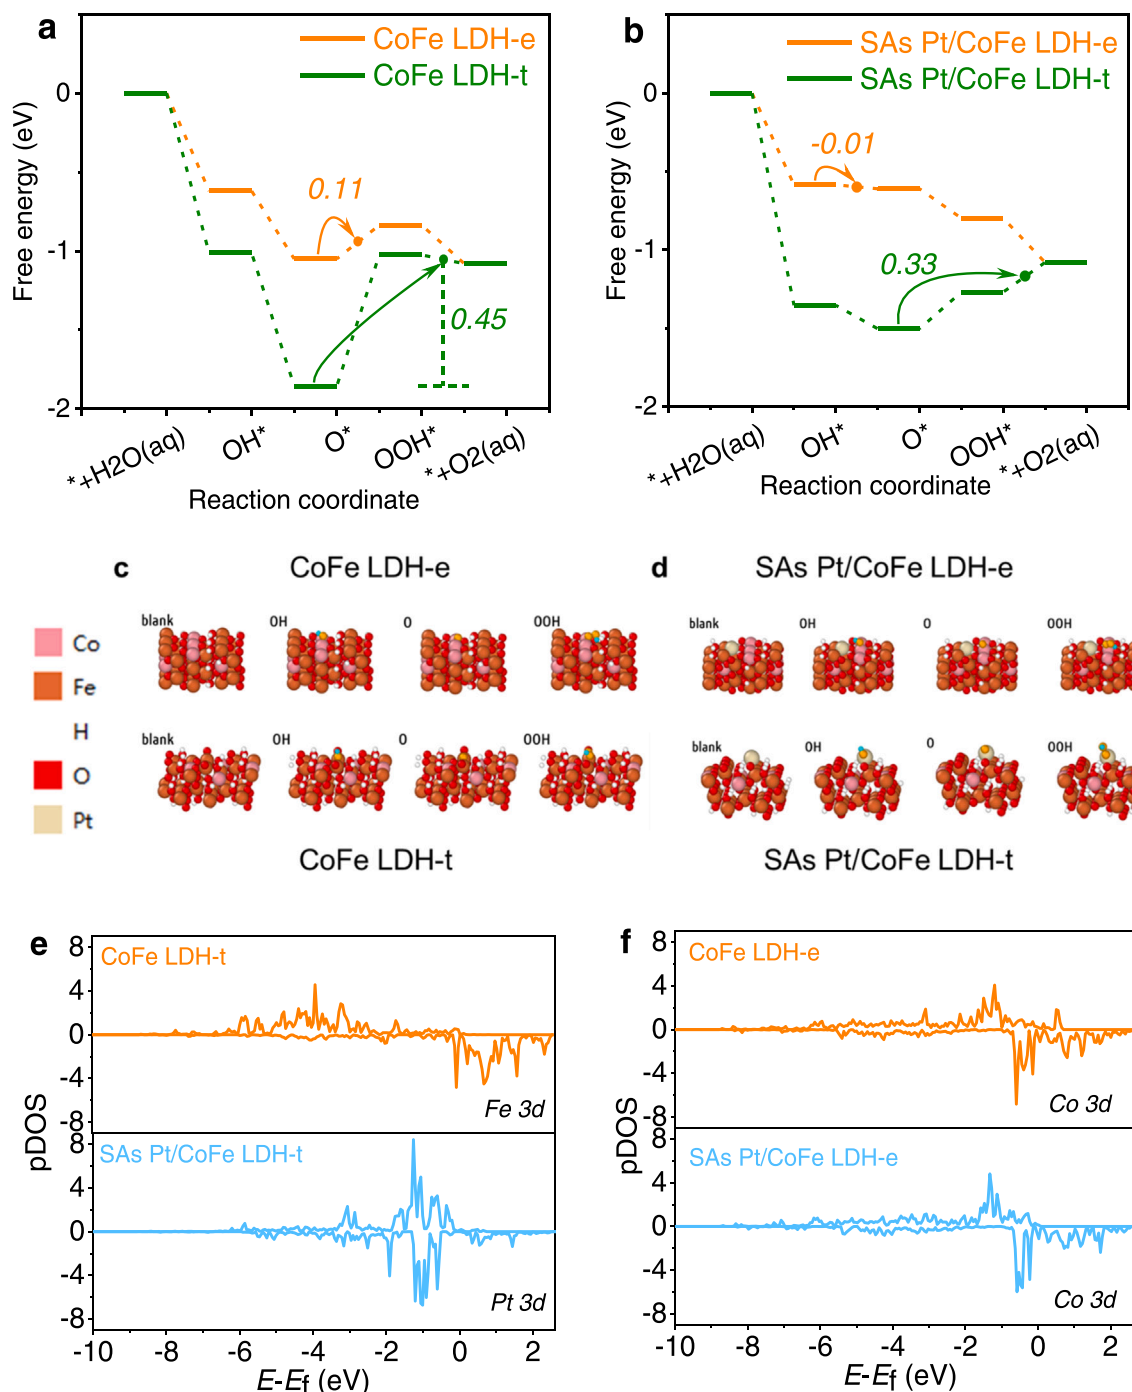 a
CoFe LDH-e
CoFe LDH-t
Free energy (eV)
0
-1
-2
0.11
0.45
*+H2O(aq)
OH*
O*
OOH*
*+O2(aq)
Reaction coordinate
b
SAs Pt/CoFe LDH-e
SAs Pt/CoFe LDH-t
Free energy (eV)
0
-1
-2
-0.01
0.33
*+H2O(aq)
OH*
O*
OOH*
*+O2(aq)
Reaction coordinate
c
CoFe LDH-e
Co
Fe
H
O
Pt
blank
OH
O
OOH
blank
OH
O
OOH
CoFe LDH-t
d
SAs Pt/CoFe LDH-e
blank
OH
O
OOH
blank
OH
O
OOH
SAs Pt/CoFe LDH-t
e
CoFe LDH-t
8
4
0
-4
-8
Fe 3d
pDOS
SAs Pt/CoFe LDH-t
8
4
0
-4
-8
Pt 3d
-10
-8
-6
-4
-2
0
2
E-Ef (eV)
f
CoFe LDH-e
8
4
0
-4
-8
Co 3d
pDOS
SAs Pt/CoFe LDH-e
8
4
0
-4
-8
Co 3d
-10
-8
-6
-4
-2
0
2
E-Ef (eV)